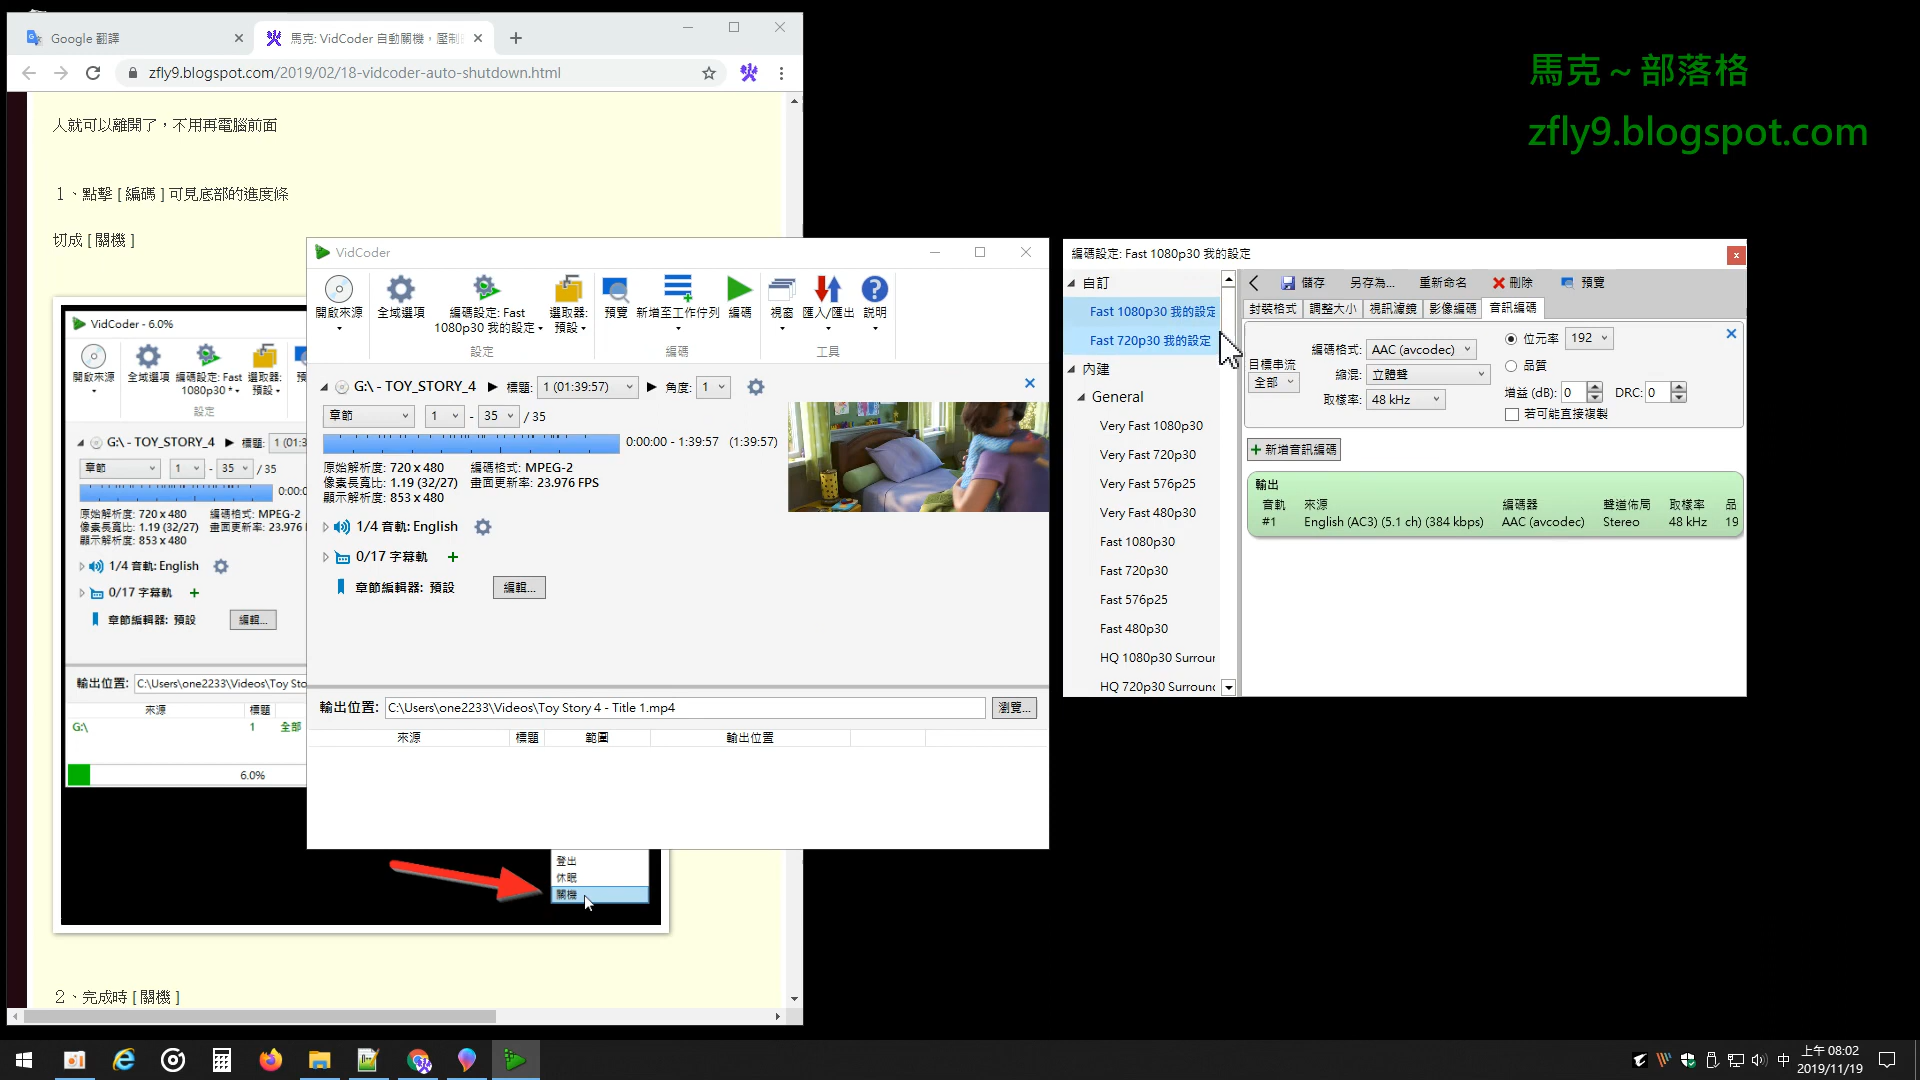 Google 翻譯
馬克: VidCoder 自動關機，壓制
zfly9.blogspot.com/2019/02/18-vidcoder-auto-shutdown.html
人就可以離開了，不用再電腦前面
１、點擊 [ 編碼 ] 可見底部的進度條
切成 [ 關機 ]
VidCoder - 6.0%
開啟來源
全域選項
編碼設定: Fast
1080p30 *
選取器:
預設
設定
G:\ - TOY_STORY_4
標題:
1 (01:3
章節
1
-
35
/ 35
0:00:0
原始解析度: 720 x 480
編碼格式: MPEG-2
像素長寬比: 1.19 (32/27)
畫面更新率: 23.976 F
顯示解析度: 853 x 480
1/4 音軌: English
0/17 字幕軌
章節編輯器: 預設
編輯...
輸出位置:
C:\Users\one2233\Videos\Toy Sto
來源
標題
G:\
1
全部
6.0%
登出
休眠
關機
２、完成時 [ 關機 ]
VidCoder
開啟來源
全域選項
編碼設定: Fast
1080p30 我的設定
選取器:
預設
預覽
新增至工作佇列
編碼
視窗
匯入/匯出
說明
設定
編碼
工具
G:\ - TOY_STORY_4
標題:
1 (01:39:57)
角度:
1
章節
1
-
35
/ 35
0:00:00 - 1:39:57
(1:39:57)
原始解析度: 720 x 480
編碼格式: MPEG-2
像素長寬比: 1.19 (32/27)
畫面更新率: 23.976 FPS
顯示解析度: 853 x 480
1/4 音軌: English
0/17 字幕軌
章節編輯器: 預設
編輯...
輸出位置:
C:\Users\one2233\Videos\Toy Story 4 - Title 1.mp4
瀏覽...
來源
標題
範圍
輸出位置
馬克～部落格
zfly9.blogspot.com
編碼設定: Fast 1080p30 我的設定
自訂
Fast 1080p30 我的設定
Fast 720p30 我的設定
內建
General
Very Fast 1080p30
Very Fast 720p30
Very Fast 576p25
Very Fast 480p30
Fast 1080p30
Fast 720p30
Fast 576p25
Fast 480p30
HQ 1080p30 Surrour
HQ 720p30 Surround
儲存
另存為...
重新命名
刪除
預覽
封裝格式
調整大小
視訊濾鏡
影像編碼
音訊編碼
目標串流
全部
編碼格式:
AAC (avcodec)
縮混:
立體聲
取樣率:
48 kHz
位元率
192
品質
增益 (dB):
0
DRC:
0
若可能直接複製
新增音訊編碼
輸出
音軌
來源
編碼器
聲道佈局
取樣率
品
#1
English (AC3) (5.1 ch) (384 kbps)
AAC (avcodec)
Stereo
48 kHz
19
中
上午 08:02
2019/11/19